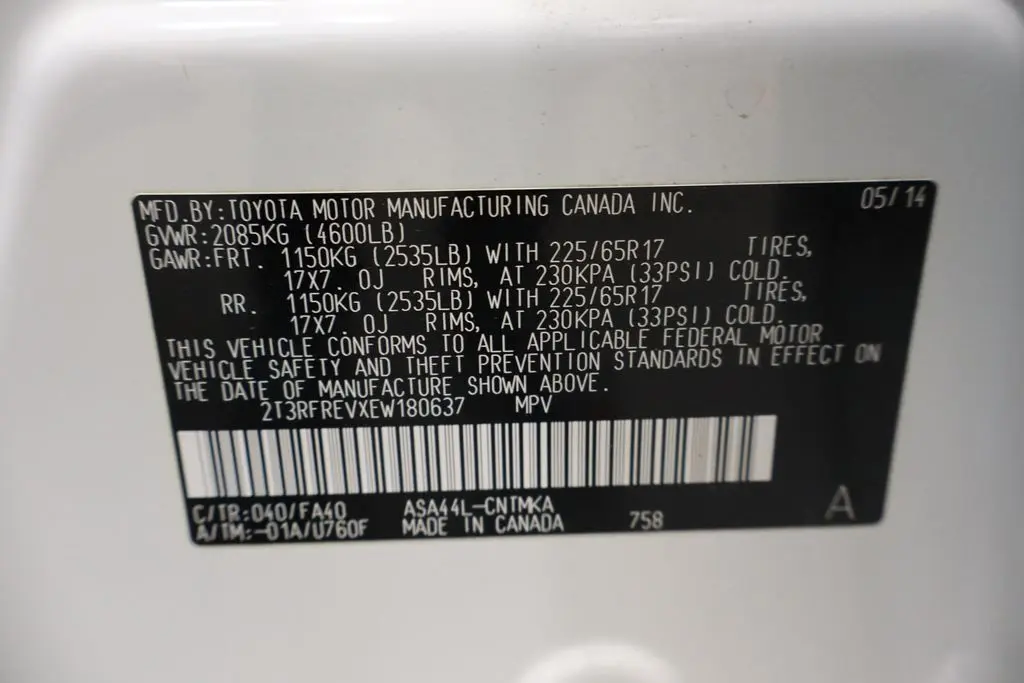 MFD. BY: TOYOTA MOTOR MANUFACTURING CANADA INC. 05/14
GVWR: 2085KG (4600LB)
GAWR: FRT. 1150KG (2535LB) WITH 225/65R17 TIRES,
17X7. 0J RIMS, AT 230KPA (33PSI) COLD.
RR. 1150KG (2535LB) WITH 225/65R17 TIRES,
17X7. 0J RIMS, AT 230KPA (33PSI) COLD.
THIS VEHICLE CONFORMS TO ALL APPLICABLE FEDERAL MOTOR
VEHICLE SAFETY AND THEFT PREVENTION STANDARDS IN EFFECT ON
THE DATE OF MANUFACTURE SHOWN ABOVE.
2T3RFREVXEW180637 MPV
C/TR: 040/FA40 ASA44L-CNTMKA
A/TM: -01A/U760F MADE IN CANADA 758 A